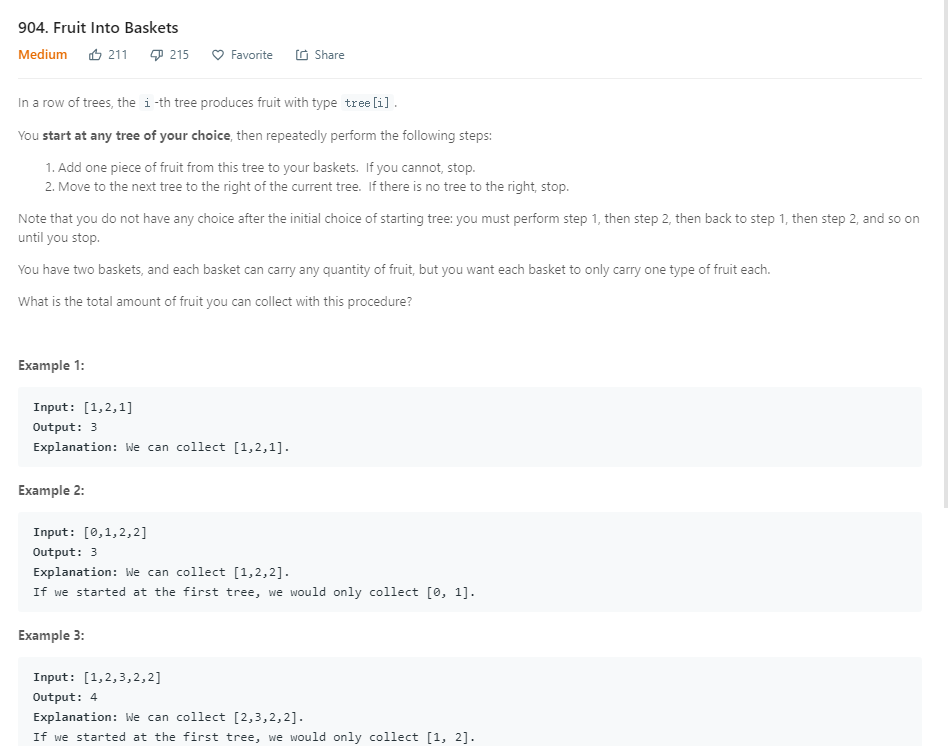 904. Fruit Into Baskets
Medium 211 215 Favorite Share
In a row of trees, the i -th tree produces fruit with type tree[i] .
You start at any tree of your choice, then repeatedly perform the following steps:
1. Add one piece of fruit from this tree to your baskets. If you cannot, stop.
2. Move to the next tree to the right of the current tree. If there is no tree to the right, stop.
Note that you do not have any choice after the initial choice of starting tree: you must perform step 1, then step 2, then back to step 1, then step 2, and so on
until you stop.
You have two baskets, and each basket can carry any quantity of fruit, but you want each basket to only carry one type of fruit each.
What is the total amount of fruit you can collect with this procedure?
Example 1:
Input: [1,2,1]
Output: 3
Explanation: We can collect [1,2,1].
Example 2:
Input: [0,1,2,2]
Output: 3
Explanation: We can collect [1,2,2].
If we started at the first tree, we would only collect [0, 1].
Example 3:
Input: [1,2,3,2,2]
Output: 4
Explanation: We can collect [2,3,2,2].
If we started at the first tree, we would only collect [1, 2].